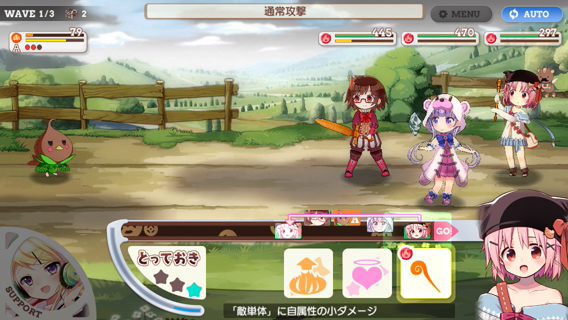 WAVE 1/3
2
通常攻撃
MENU
AUTO
79
A
445
470
297
A
GO!
とっておき
SUPPORT
「敵単体」に自属性の小ダメージ